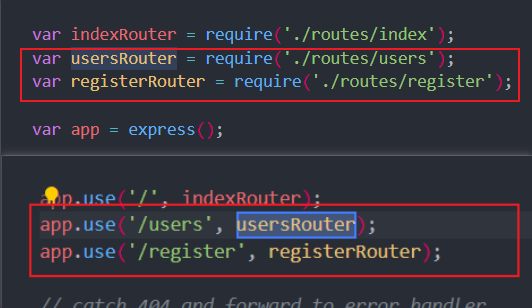 var indexRouter = require('./routes/index');
var usersRouter = require('./routes/users');
var registerRouter = require('./routes/register');
var app = express();
app.use('/', indexRouter);
app.use('/users', usersRouter);
app.use('/register', registerRouter);
// catch 404 and forward to error handler